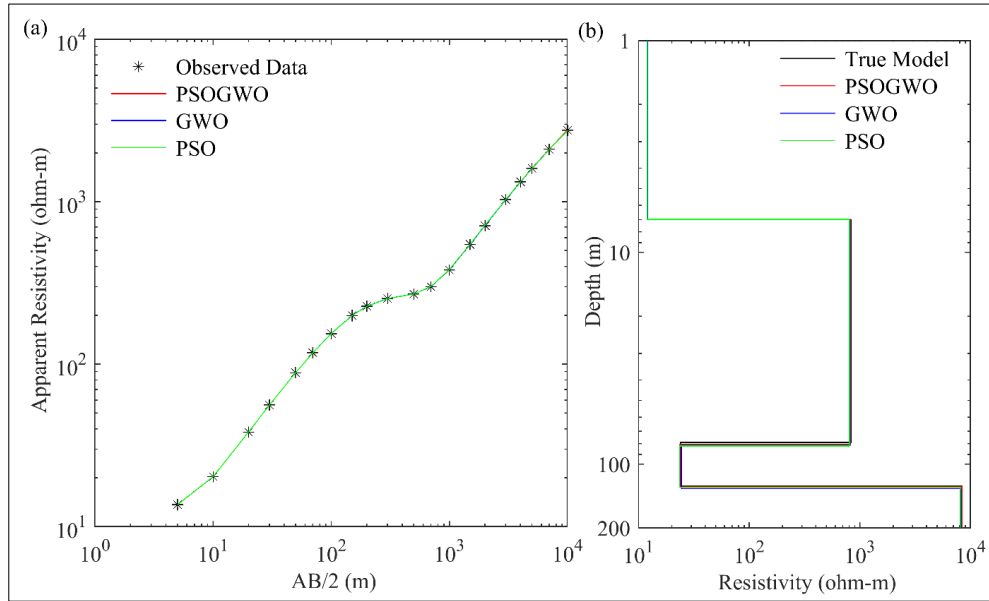 (a)
10^4
10^3
10^2
10^1
Apparent Resistivity (ohm-m)
Observed Data
PSOGWO
GWO
PSO
10^0
10^1
10^2
10^3
10^4
AB/2 (m)
(b)
1
10
100
200
Depth (m)
True Model
PSOGWO
GWO
PSO
10^1
10^2
10^3
10^4
Resistivity (ohm-m)